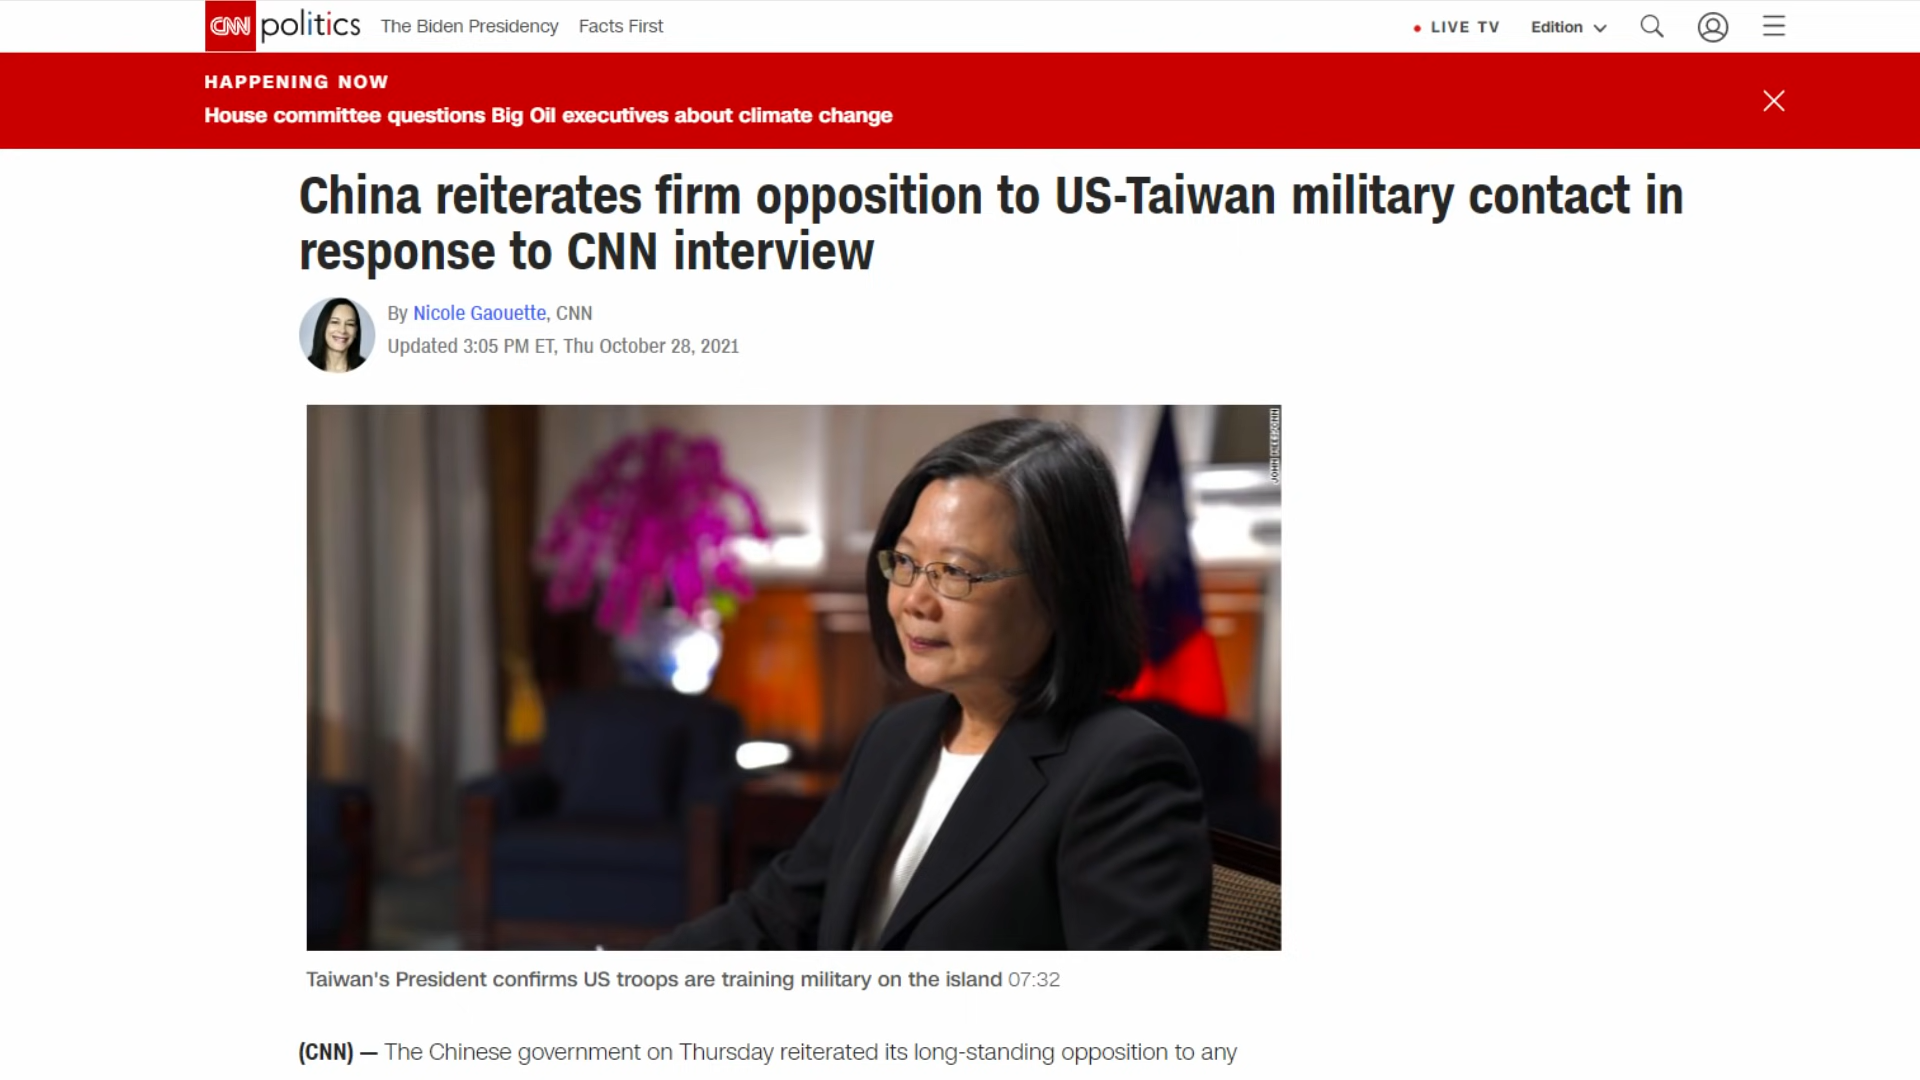 CNN politics The Biden Presidency Facts First LIVE TV Edition
HAPPENING NOW
House committee questions Big Oil executives about climate change
China reiterates firm opposition to US-Taiwan military contact in
response to CNN interview
By Nicole Gaouette, CNN
Updated 3:05 PM ET, Thu October 28, 2021
JOHN MEES/CNN
Taiwan's President confirms US troops are training military on the island 07:32
(CNN) — The Chinese government on Thursday reiterated its long-standing opposition to any